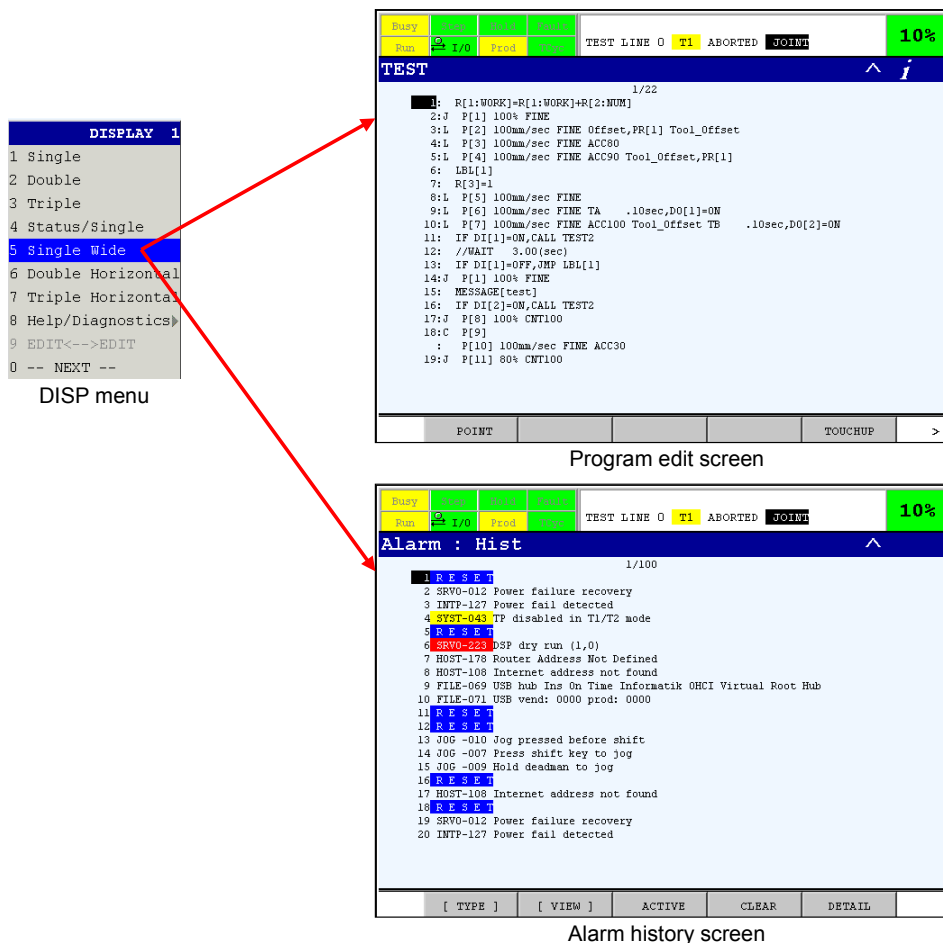 DISPLAY 1
1 Single
2 Double
3 Triple
4 Status/Single
5 Single Wide
6 Double Horizontal
7 Triple Horizontal
8 Help/Diagnostics
9 EDIT<-->EDIT
0 -- NEXT --
DISP menu
Busy Step Hold Fault
Run I/O Prod TCyc
TEST LINE 0 T1 ABORTED JOINT
10%
TEST i
1/22
1: R[1:WORK]=R[1:WORK]+R[2:NUM]
2:J P[1] 100% FINE
3:L P[2] 100mm/sec FINE Offset,PR[1] Tool_Offset
4:L P[3] 100mm/sec FINE ACC80
5:L P[4] 100mm/sec FINE ACC90 Tool_Offset,PR[1]
6: LBL[1]
7: R[3]=1
8:L P[5] 100mm/sec FINE
9:L P[6] 100mm/sec FINE TA .10sec,DO[1]=ON
10:L P[7] 100mm/sec FINE ACC100 Tool_Offset TB .10sec,DO[2]=ON
11: IF DI[1]=ON,CALL TEST2
12: //WAIT 3.00(sec)
13: IF DI[1]=OFF,JMP LBL[1]
14:J P[1] 100% FINE
15: MESSAGE[test]
16: IF DI[2]=ON,CALL TEST2
17:J P[8] 100% CNT100
18:C P[9]
: P[10] 100mm/sec FINE ACC30
19:J P[11] 80% CNT100
POINT TOUCHUP >
Program edit screen
Busy Step Hold Fault
Run I/O Prod TCyc
TEST LINE 0 T1 ABORTED JOINT
10%
Alarm : Hist
1/100
1 R E S E T
2 SRVO-012 Power failure recovery
3 INTP-127 Power fail detected
4 SYST-043 TP disabled in T1/T2 mode
5 R E S E T
6 SRVO-223 DSP dry run (1,0)
7 HOST-178 Router Address Not Defined
8 HOST-108 Internet address not found
9 FILE-069 USB hub Ins On Time Informatik OHCI Virtual Root Hub
10 FILE-071 USB vend: 0000 prod: 0000
11 R E S E T
12 R E S E T
13 JOG -010 Jog pressed before shift
14 JOG -007 Press shift key to jog
15 JOG -009 Hold deadman to jog
16 R E S E T
17 HOST-108 Internet address not found
18 R E S E T
19 SRVO-012 Power failure recovery
20 INTP-127 Power fail detected
[ TYPE ] [ VIEW ] ACTIVE CLEAR DETAIL
Alarm history screen